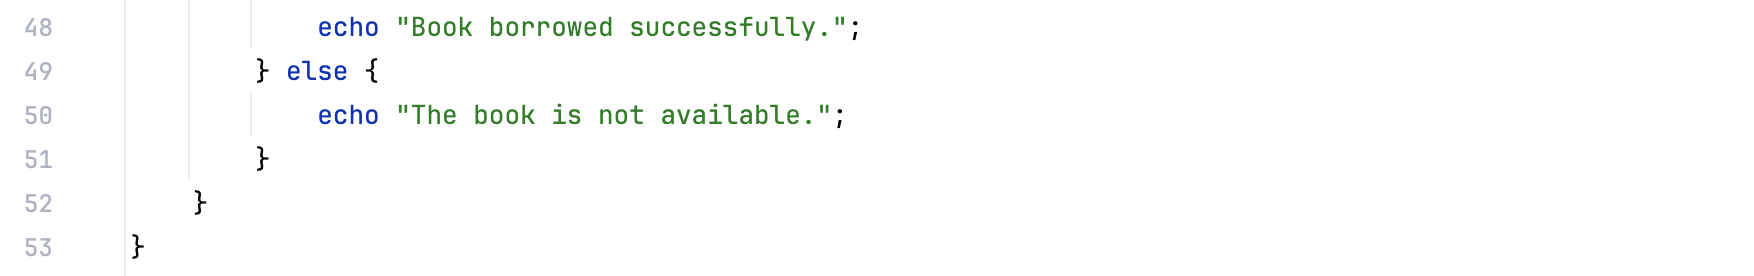 48                 echo "Book borrowed successfully.";
49             } else {
50                 echo "The book is not available.";
51             }
52         }
53     }